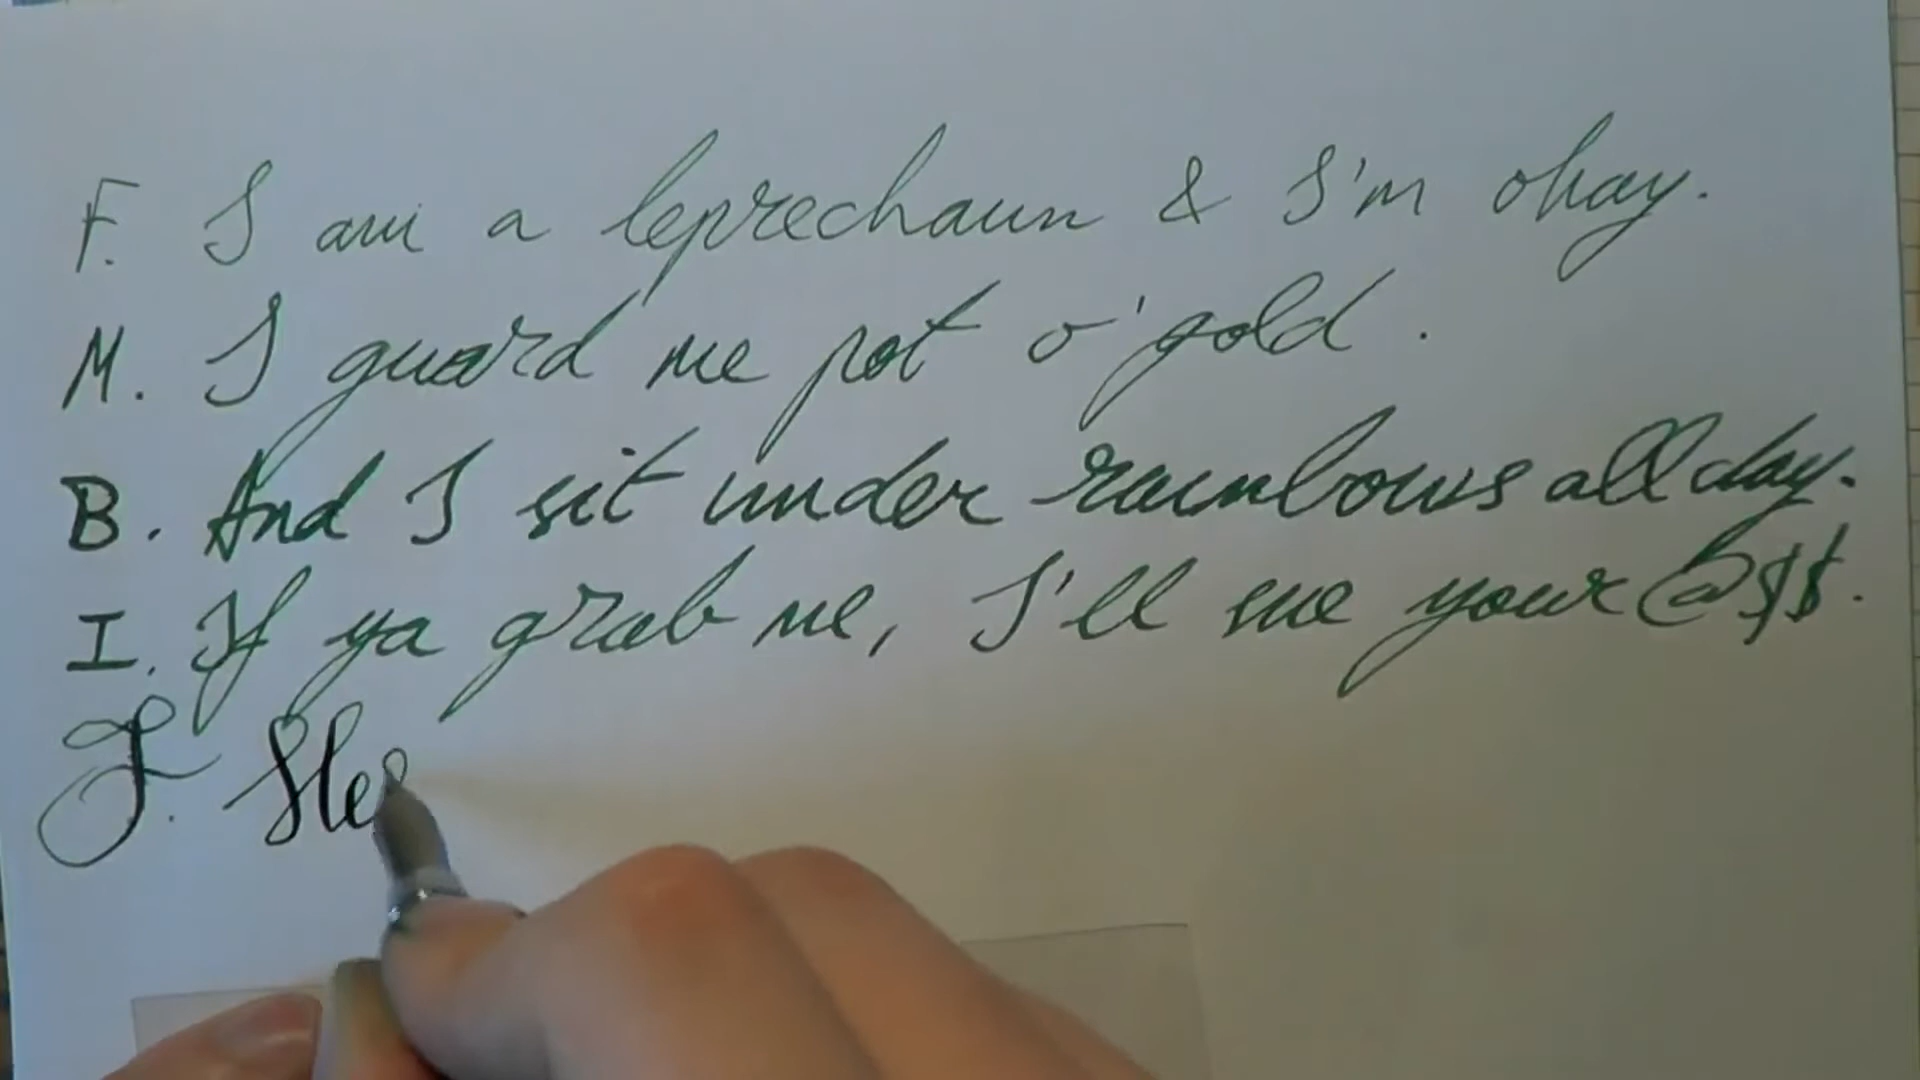 F. I am a leprechaun & I'm okay.
M. I guard me pot o' gold.
B. And I sit under rainbows all day.
I. If ya grab me, I'll sue your @$$.
F.